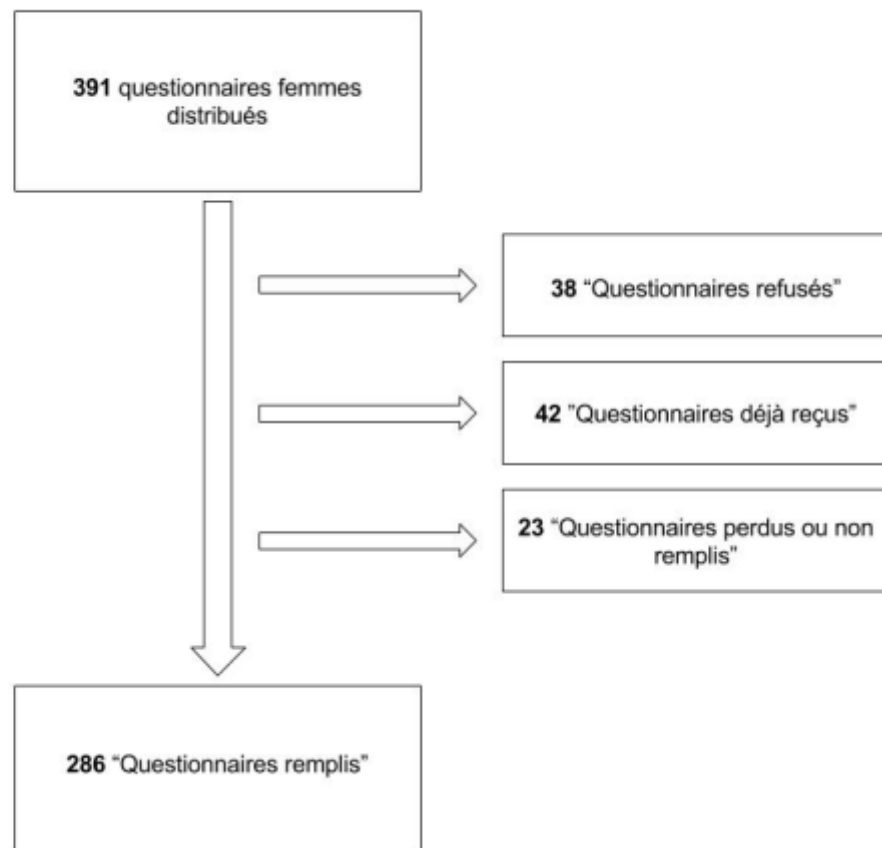 391 questionnaires femmes
distribués
38 “Questionnaires refusés”
42 ”Questionnaires déjà reçus”
23 “Questionnaires perdus ou non
remplis”
286 “Questionnaires remplis”